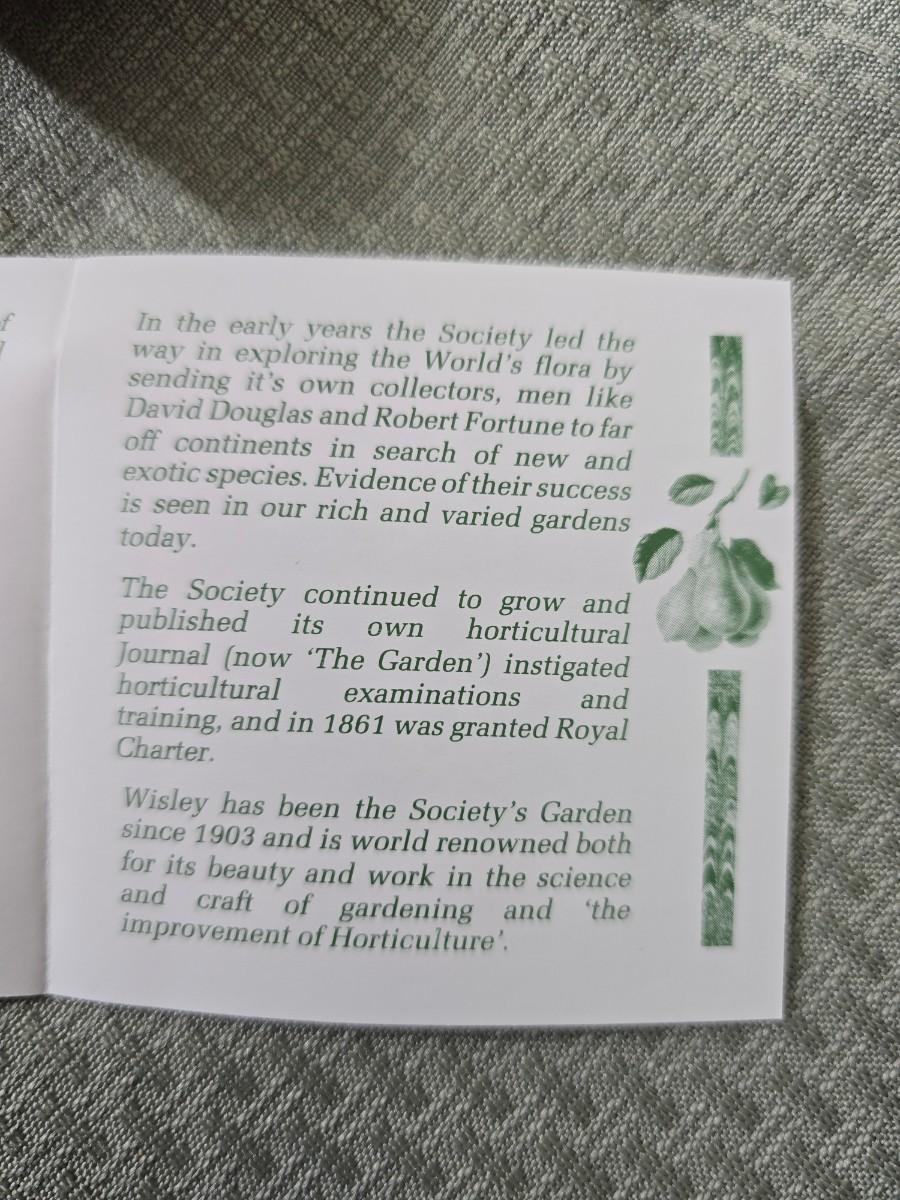 In the early years the Society led the
way in exploring the World's flora by
sending it's own collectors, men like
David Douglas and Robert Fortune to far
off continents in search of new and
exotic species. Evidence of their success
is seen in our rich and varied gardens
today.
The Society continued to grow and
published its own horticultural
Journal (now 'The Garden') instigated
horticultural examinations and
training, and in 1861 was granted Royal
Charter.
Wisley has been the Society's Garden
since 1903 and is world renowned both
for its beauty and work in the science
and craft of gardening and 'the
improvement of Horticulture'.